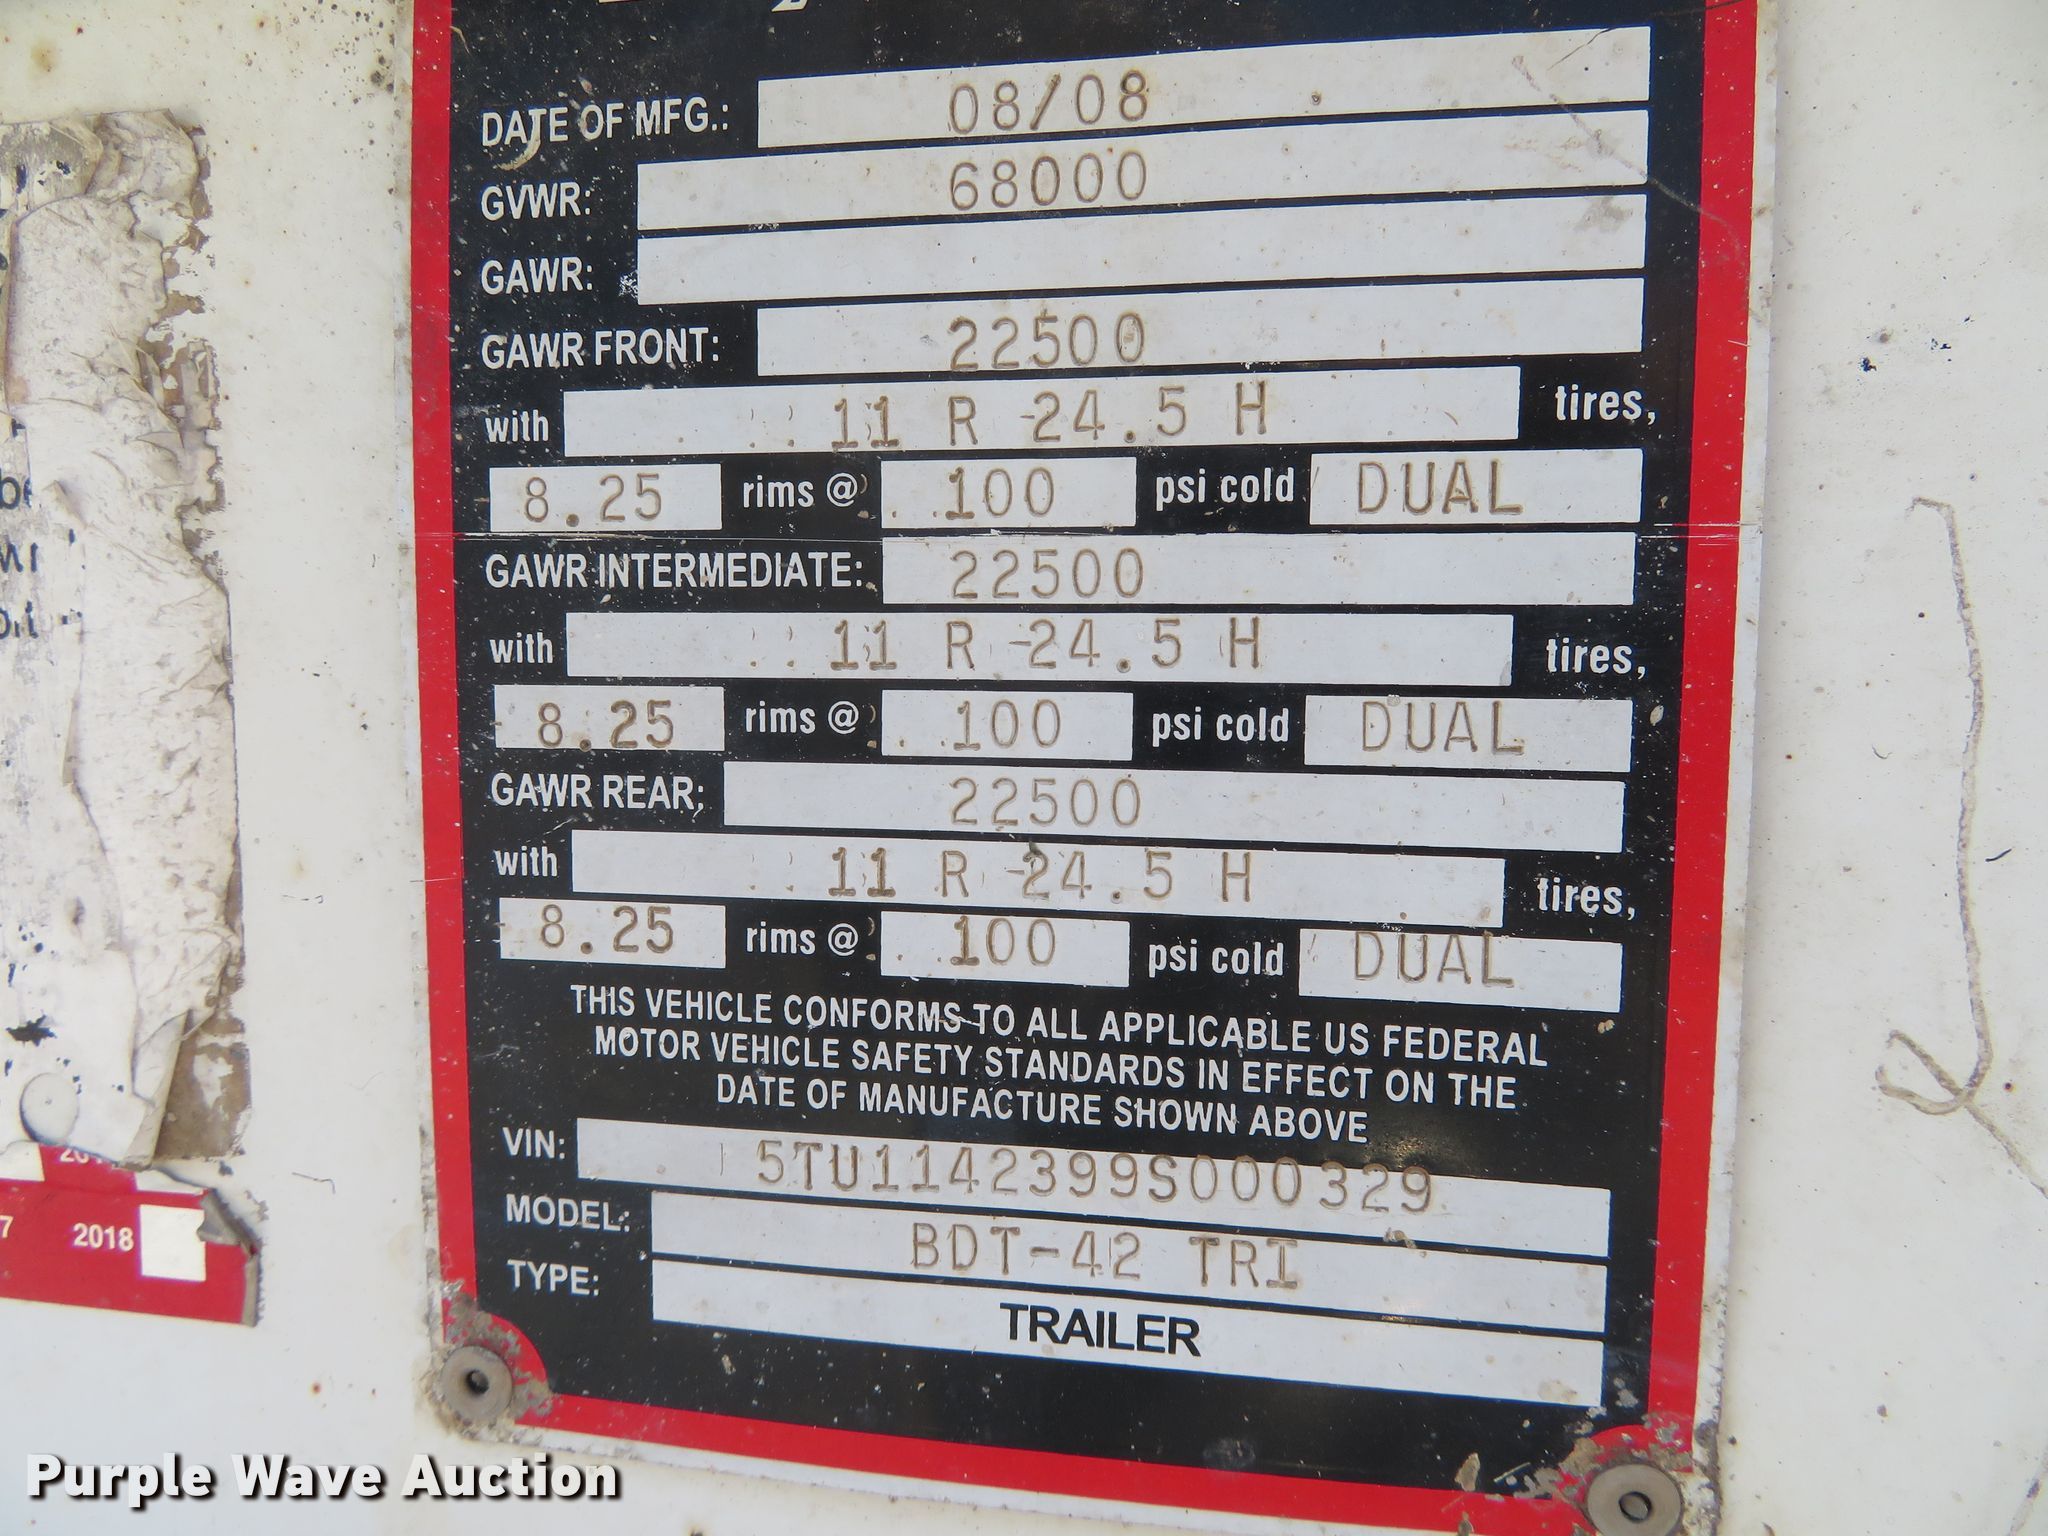 DATE OF MFG.: 08/08
GVWR: 68000
GAWR:
GAWR FRONT: 22500
with 11 R 24.5 H tires,
8.25 rims @ 100 psi cold DUAL
GAWR INTERMEDIATE: 22500
with 11 R 24.5 H tires,
8.25 rims @ 100 psi cold DUAL
GAWR REAR: 22500
with 11 R 24.5 H tires,
8.25 rims @ 100 psi cold DUAL
THIS VEHICLE CONFORMS TO ALL APPLICABLE US FEDERAL
MOTOR VEHICLE SAFETY STANDARDS IN EFFECT ON THE
DATE OF MANUFACTURE SHOWN ABOVE
VIN: 5TU1142399S000329
MODEL: BDT-42 TRI
TYPE: TRAILER
2018
Purple Wave Auction